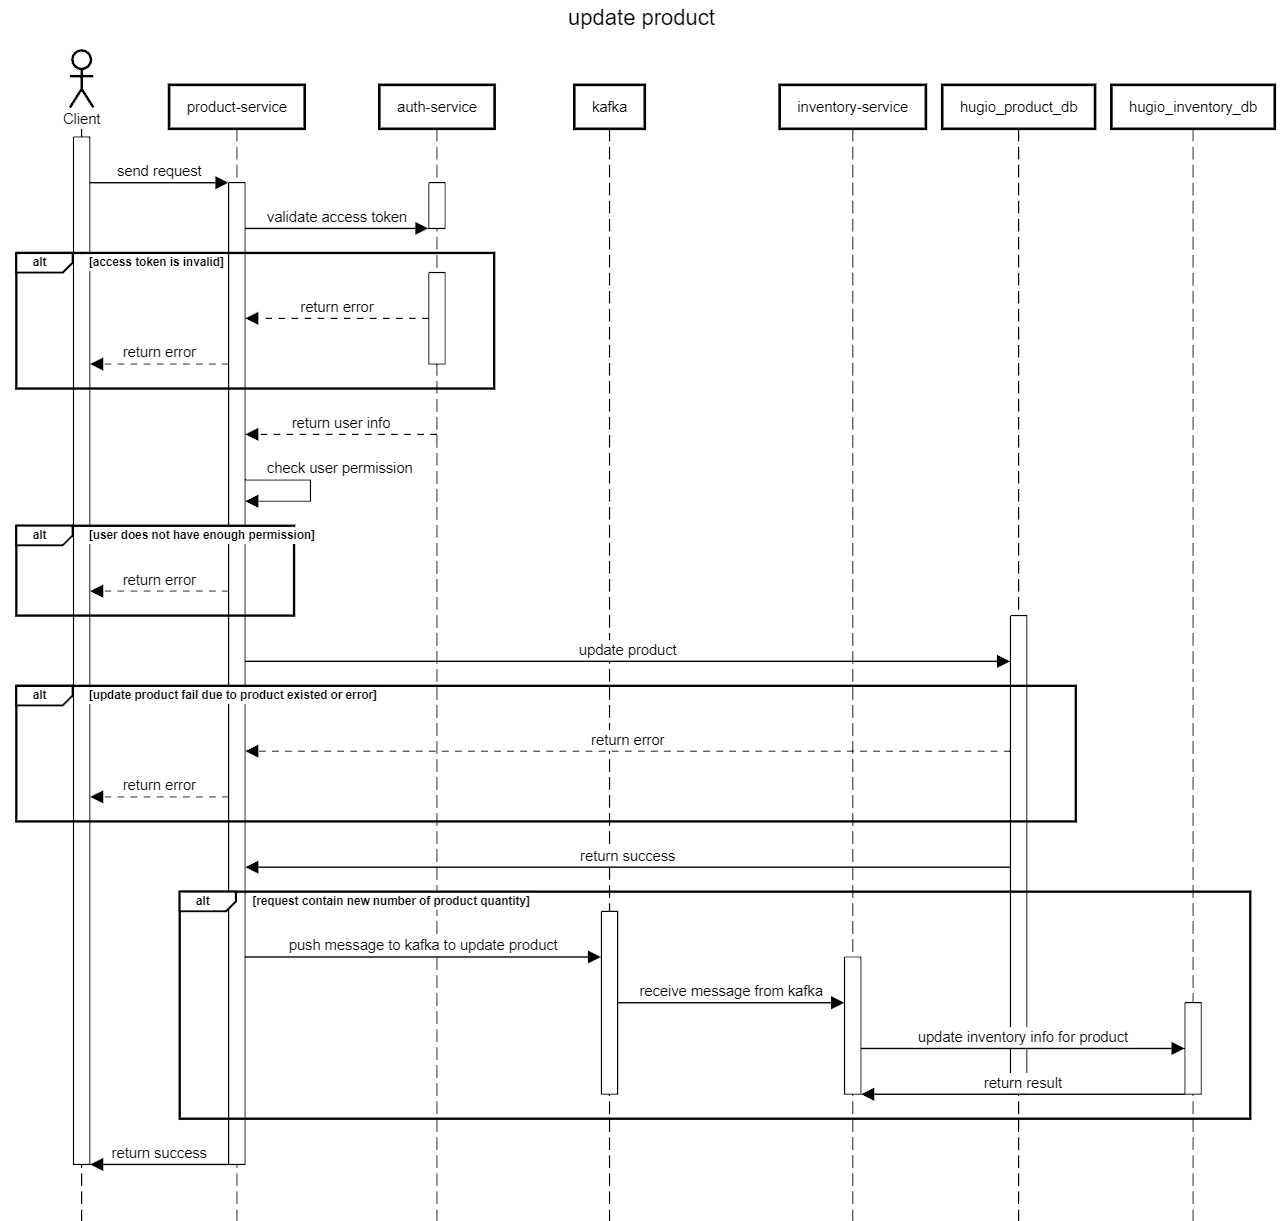 update product
Client
product-service
auth-service
kafka
inventory-service
hugio_product_db
hugio_inventory_db
send request
validate access token
alt
[access token is invalid]
return error
return error
return user info
check user permission
alt
[user does not have enough permission]
return error
update product
alt
[update product fail due to product existed or error]
return error
return error
return success
alt
[request contain new number of product quantity]
push message to kafka to update product
receive message from kafka
update inventory info for product
return result
return success